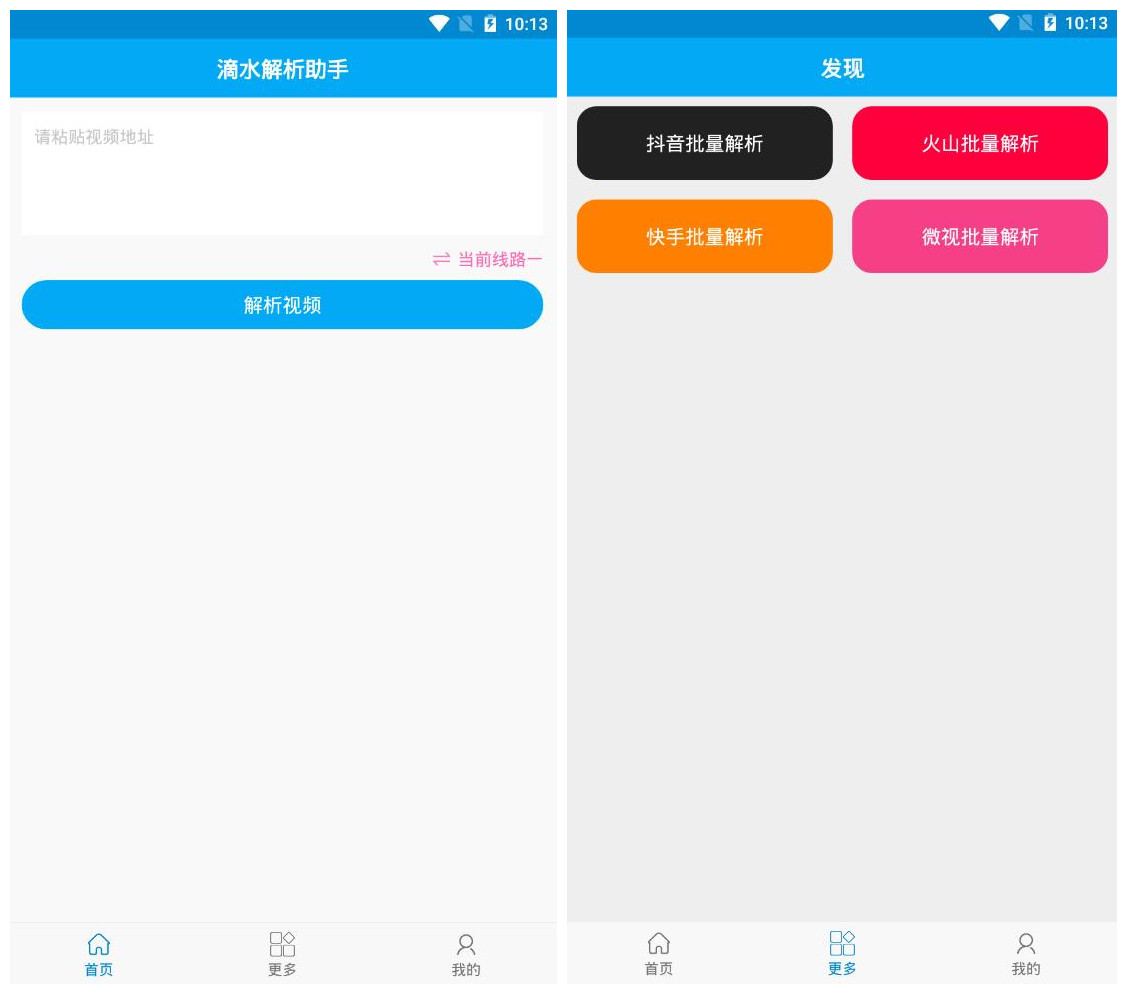 10:13
滴水解析助手
请粘贴视频地址
当前线路一
解析视频
首页
更多
我的
10:13
发现
抖音批量解析
火山批量解析
快手批量解析
微视批量解析
首页
更多
我的